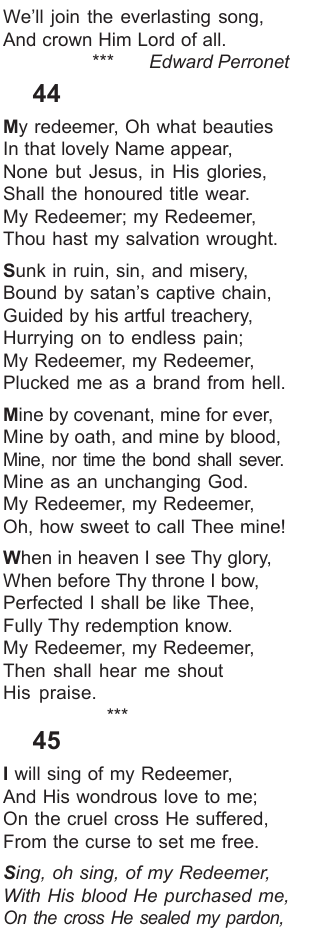 We'll join the everlasting song,
And crown Him Lord of all.
*** Edward Perronet
44
My redeemer, Oh what beauties
In that lovely Name appear,
None but Jesus, in His glories,
Shall the honoured title wear.
My Redeemer; my Redeemer,
Thou hast my salvation wrought.
Sunk in ruin, sin, and misery,
Bound by satan's captive chain,
Guided by his artful treachery,
Hurrying on to endless pain;
My Redeemer, my Redeemer,
Plucked me as a brand from hell.
Mine by covenant, mine for ever,
Mine by oath, and mine by blood,
Mine, nor time the bond shall sever.
Mine as an unchanging God.
My Redeemer, my Redeemer,
Oh, how sweet to call Thee mine!
When in heaven I see Thy glory,
When before Thy throne I bow,
Perfected I shall be like Thee,
Fully Thy redemption know.
My Redeemer, my Redeemer,
Then shall hear me shout
His praise.
***
45
I will sing of my Redeemer,
And His wondrous love to me;
On the cruel cross He suffered,
From the curse to set me free.
Sing, oh sing, of my Redeemer,
With His blood He purchased me,
On the cross He sealed my pardon,